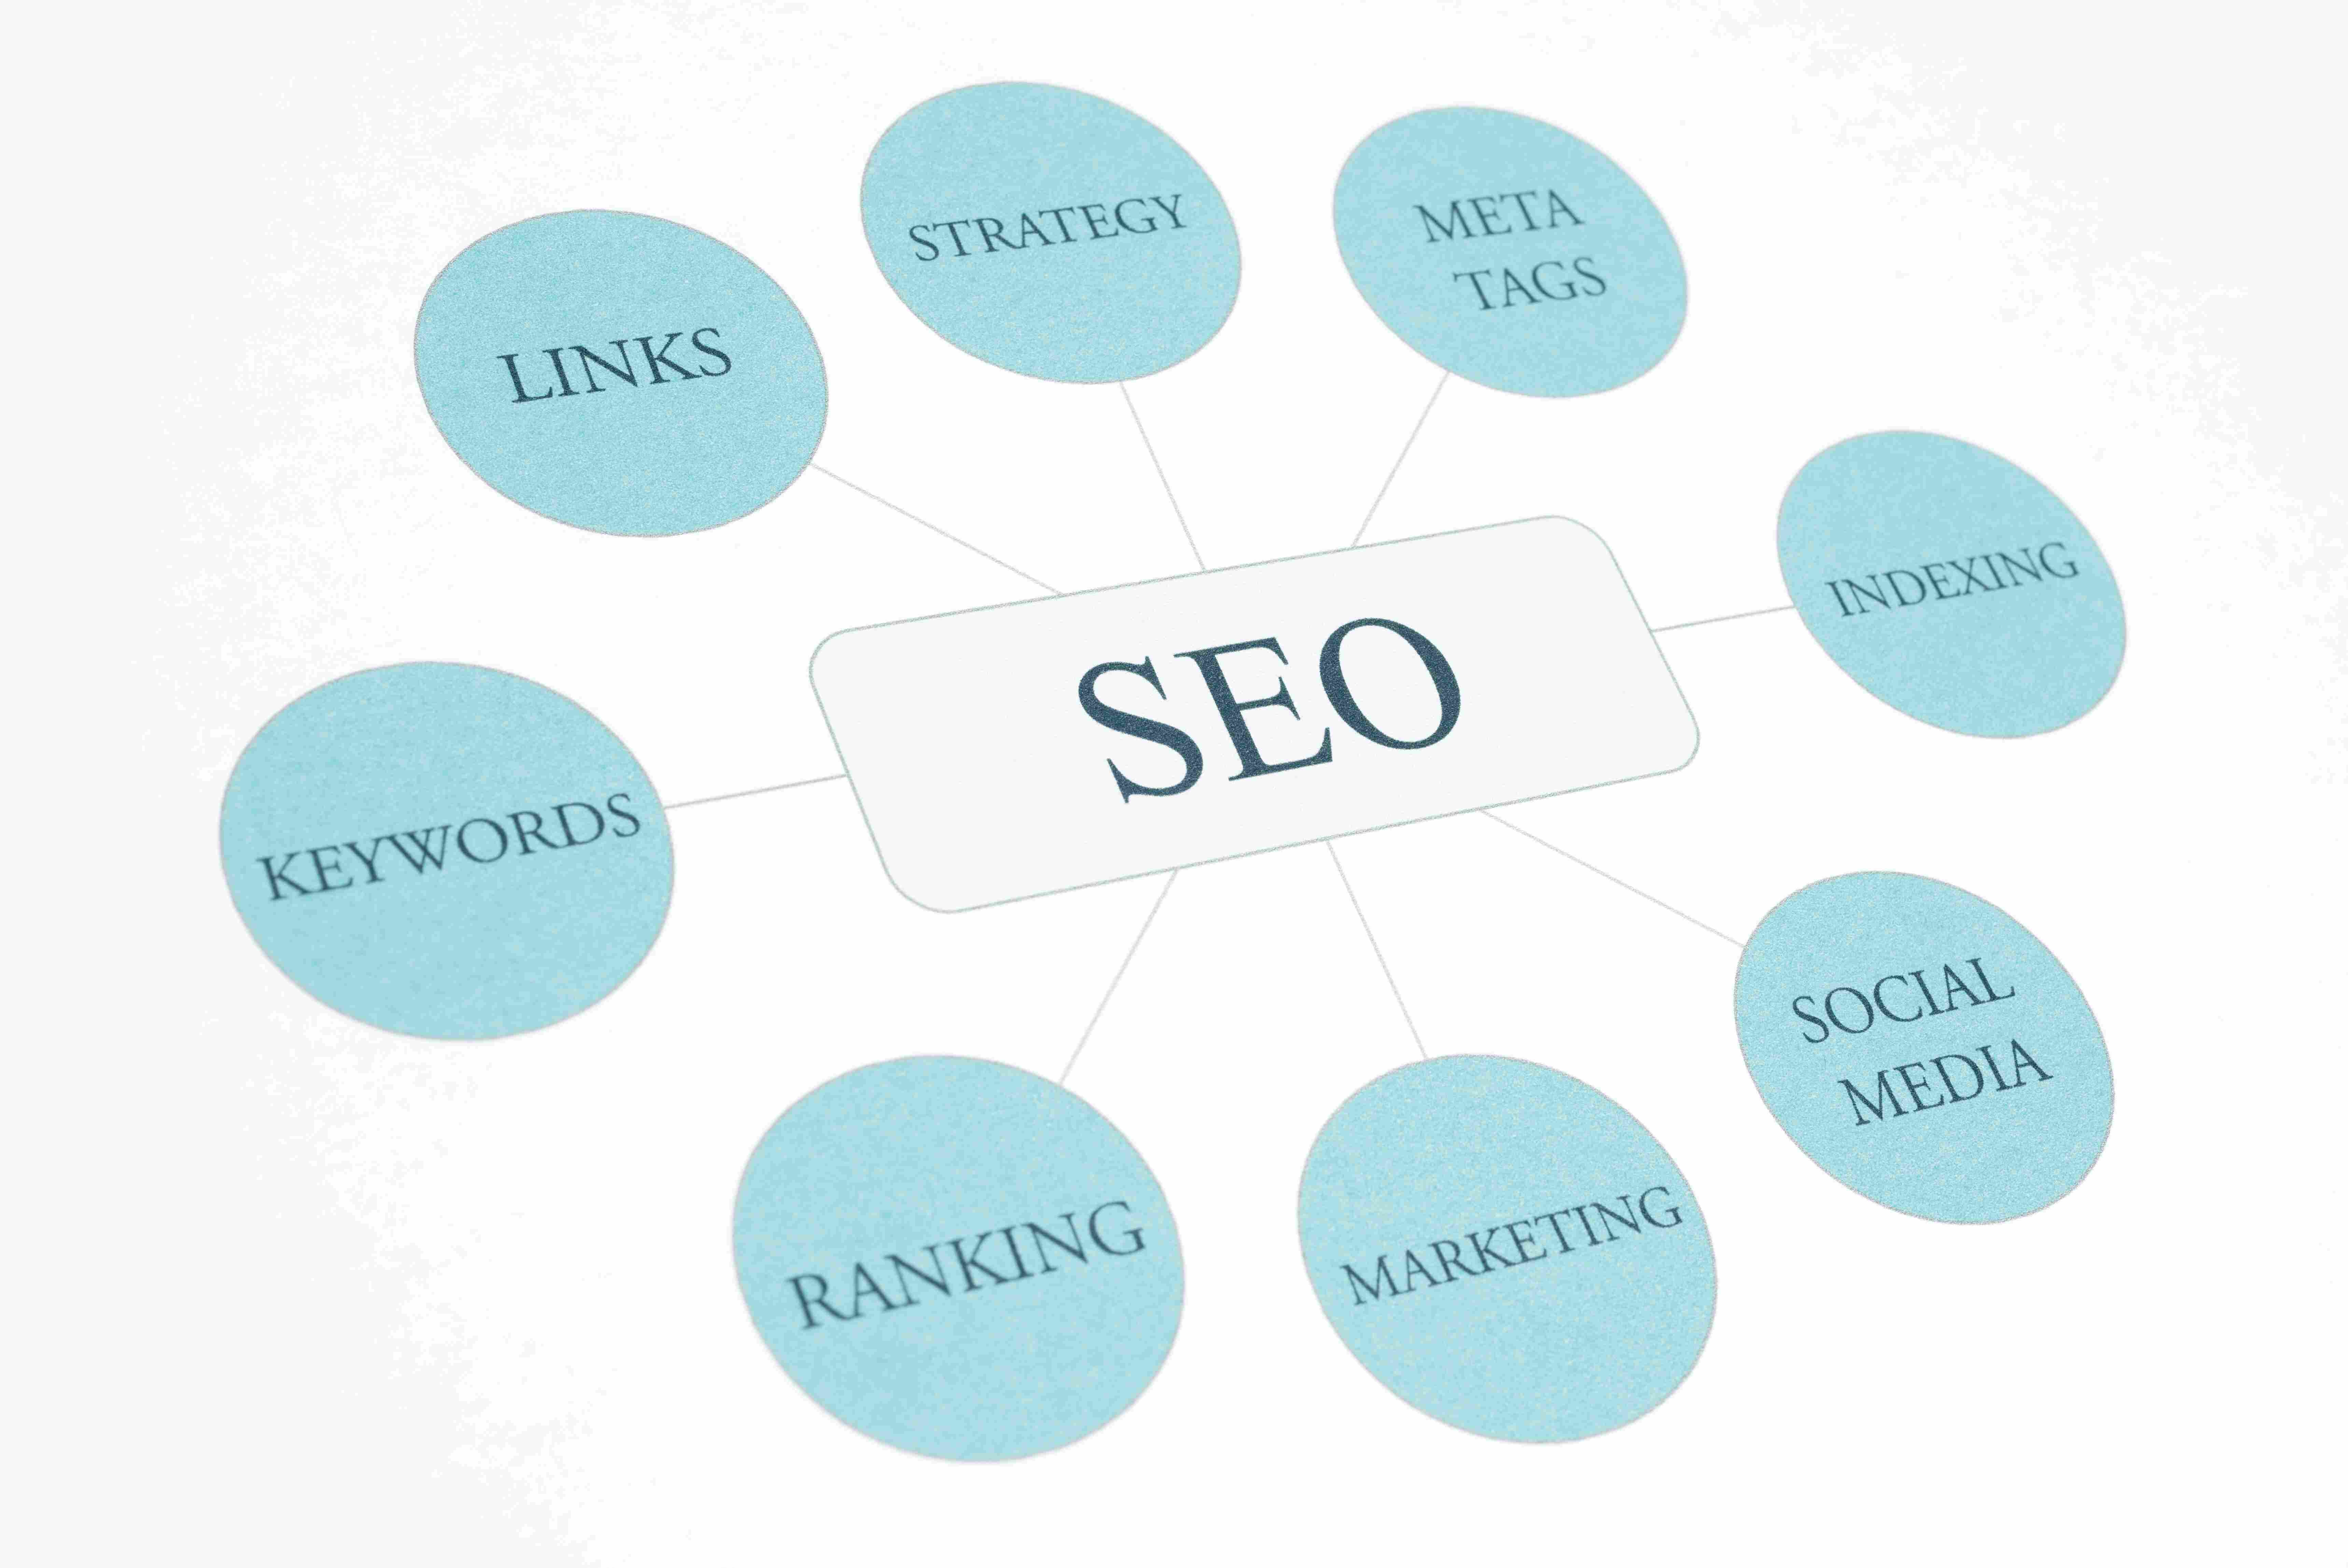 STRATEGY
META
TAGS
LINKS
INDEXING
SEO
KEYWORDS
SOCIAL
MEDIA
RANKING
MARKETING